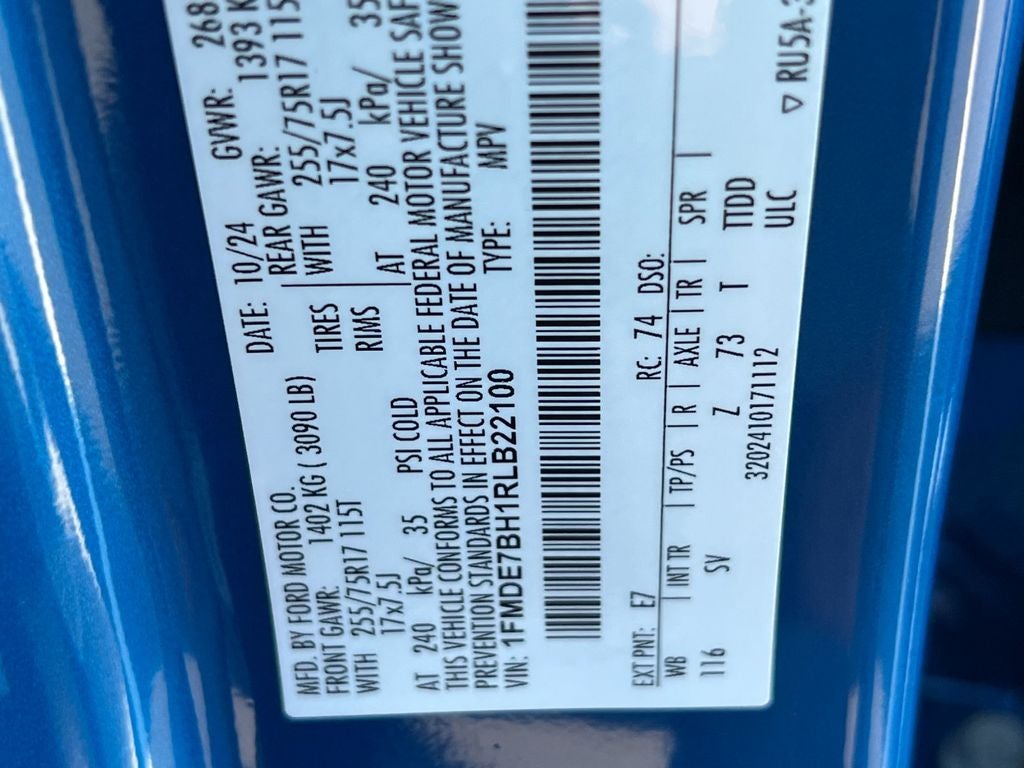 MFD. BY FORD MOTOR CO. DATE: 10/24 GVWR: 268
FRONT GAWR: 1402 KG ( 3090 LB) REAR GAWR: 1393 K
WITH 255/75R17 115T TIRES WITH 255/75R17 115
17x7.5J RIMS 17x7.5J
AT 240 kPa/ 35 PSI COLD AT 240 kPa/ 35
THIS VEHICLE CONFORMS TO ALL APPLICABLE FEDERAL MOTOR VEHICLE SAF
PREVENTION STANDARDS IN EFFECT ON THE DATE OF MANUFACTURE SHOW
VIN: 1FMDE7BH1RLB22100 TYPE: MPV
EXT PNT: E7 RC: 74 DSO:
WB | INT TR | TP/PS | R | AXLE | TR | SPR |
116 SV Z 73 T TTDD
3202410171112 ULC
▽ RU5A-3